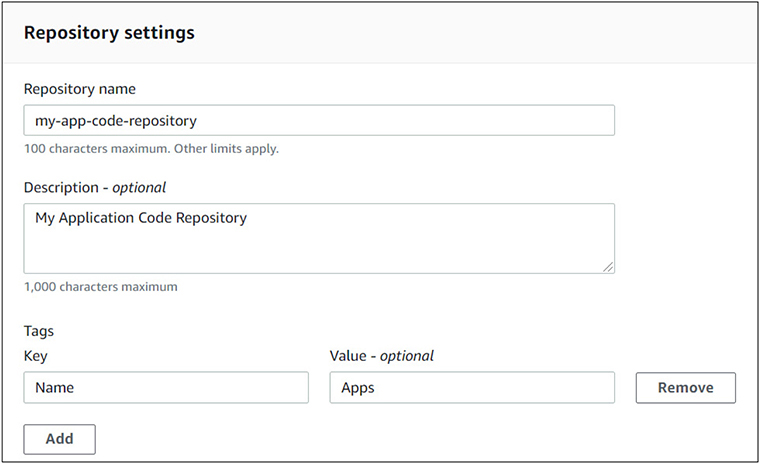 Repository settings
Repository name
my-app-code-repository
100 characters maximum. Other limits apply.
Description - optional
My Application Code Repository
1,000 characters maximum
Tags
Key
Value - optional
Name
Apps
Remove
Add